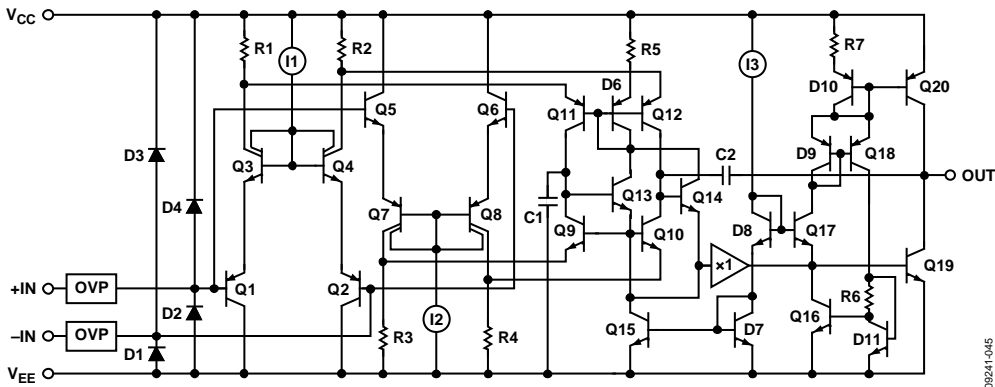 VCC
R1
I1
R2
R5
I3
R7
D6
D10
Q20
Q5
Q6
Q11
Q12
D3
Q3
Q4
D9
Q18
C2
OUT
D4
Q7
Q8
C1
Q13
Q14
Q9
Q10
D8
Q17
×1
Q19
+IN
OVP
Q1
Q2
D2
–IN
OVP
R3
I2
R4
Q15
D7
Q16
R6
D11
D1
VEE
09241-045